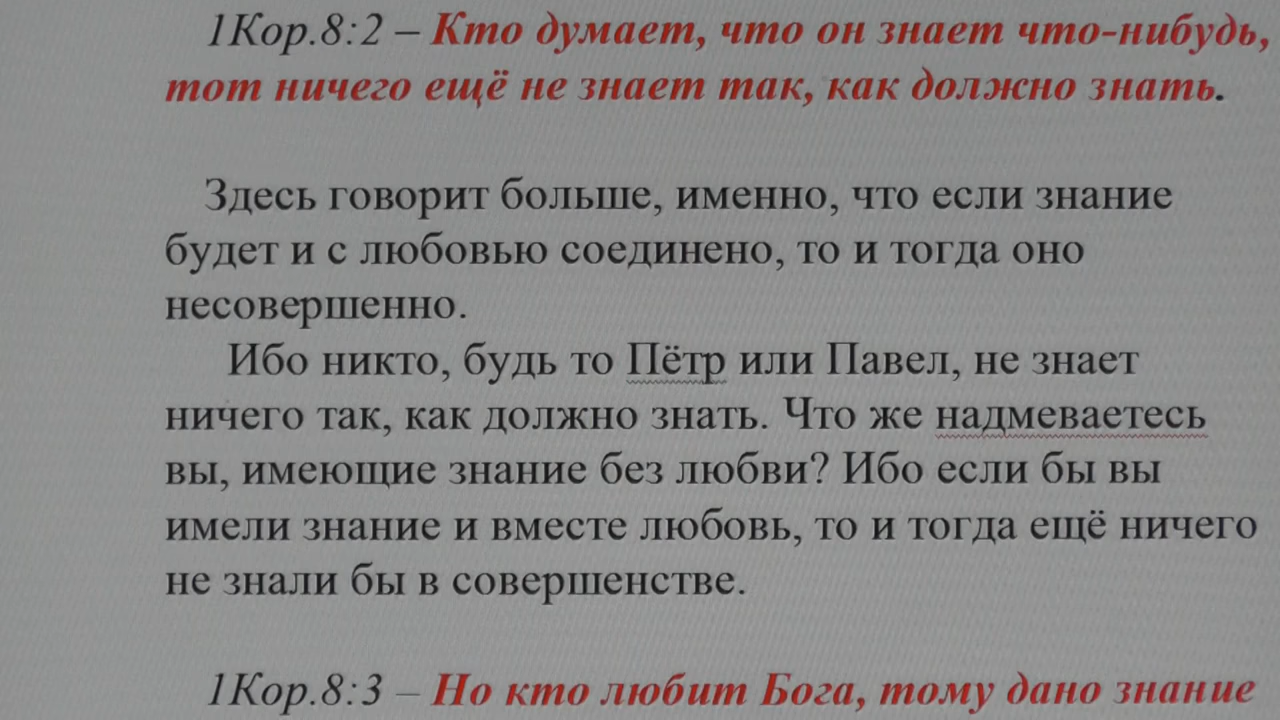 1Кор.8:2 – Кто думает, что он знает что-нибудь,
тот ничего ещё не знает так, как должно знать.
Здесь говорит больше, именно, что если знание
будет и с любовью соединено, то и тогда оно
несовершенно.
Ибо никто, будь то Пётр или Павел, не знает
ничего так, как должно знать. Что же надмеваетесь
вы, имеющие знание без любви? Ибо если бы вы
имели знание и вместе любовь, то и тогда ещё ничего
не знали бы в совершенстве.
1Кор.8:3 – Но кто любит Бога, тому дано знание